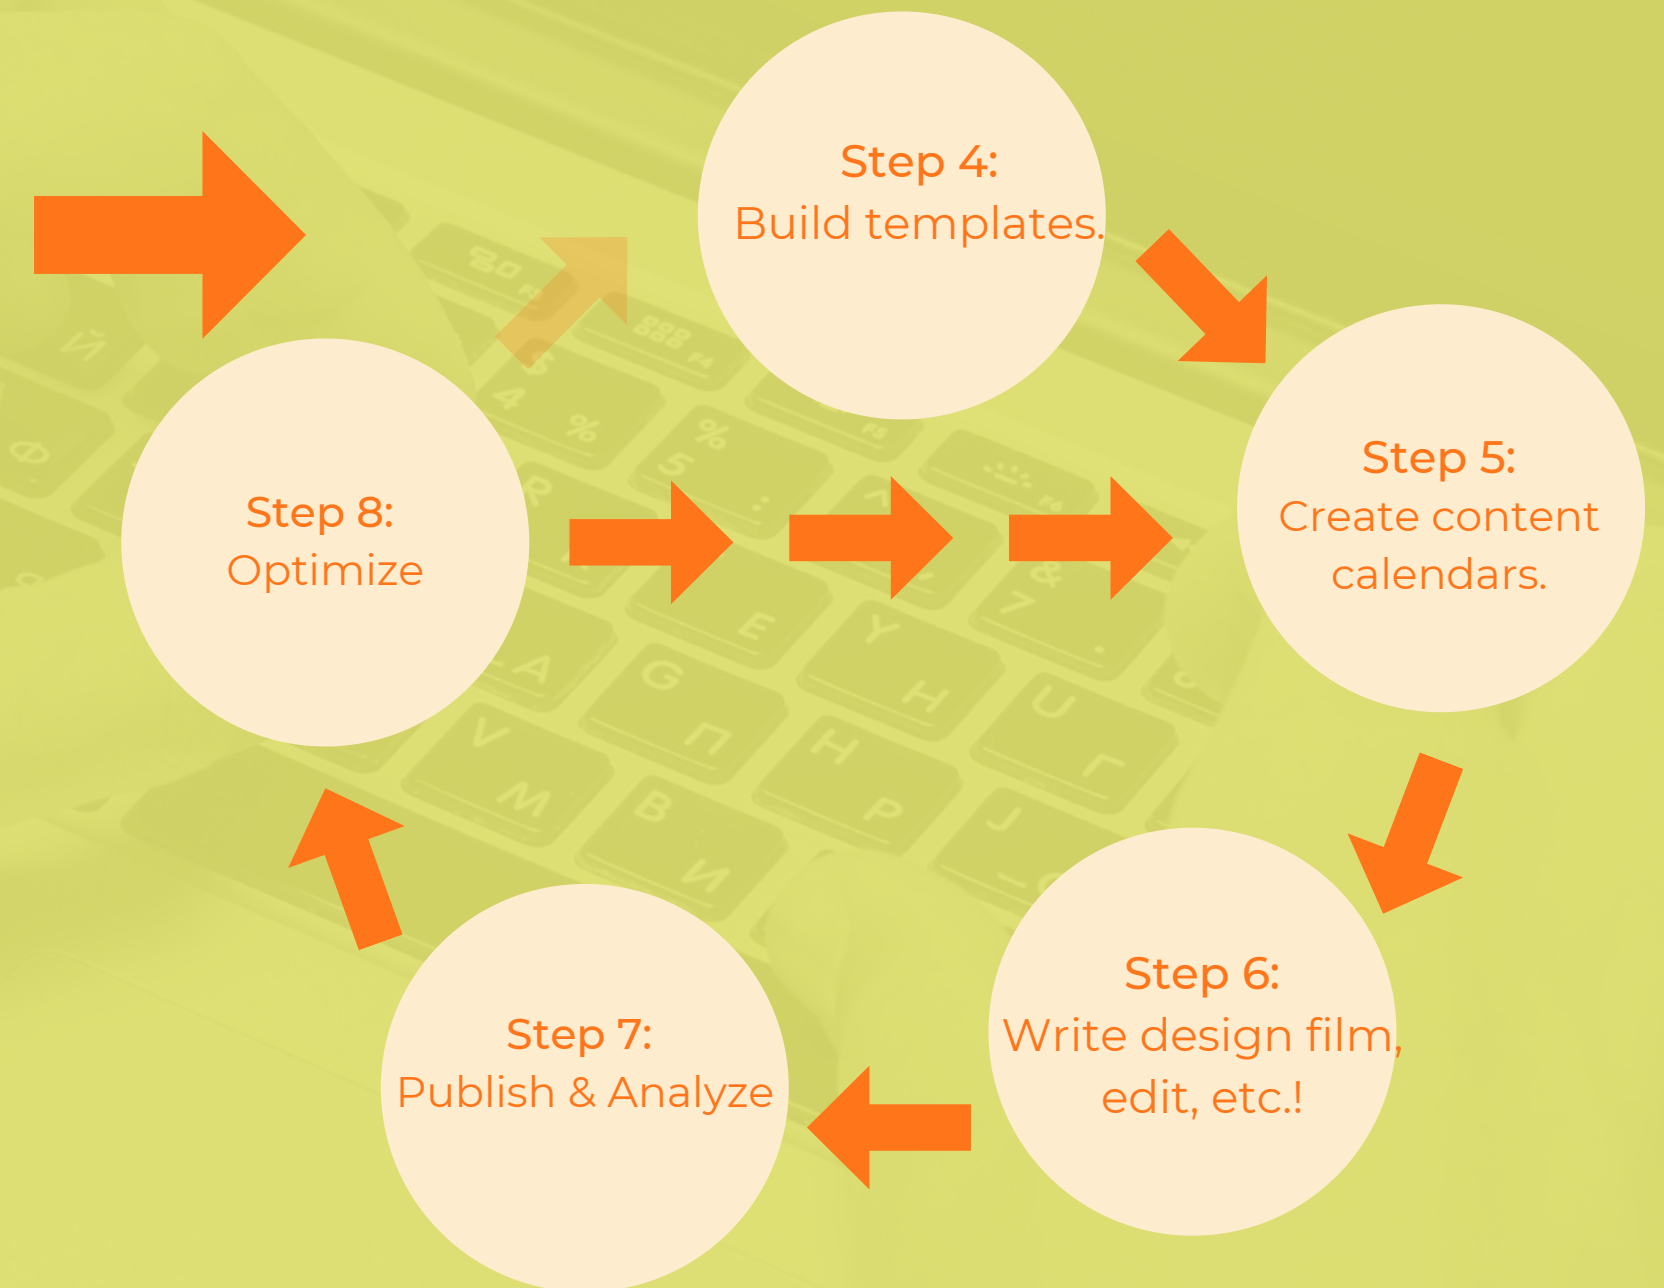 Step 4:
Build templates.
Step 5:
Create content
calendars.
Step 6:
Write design film,
edit, etc.!
Step 7:
Publish & Analyze
Step 8:
Optimize